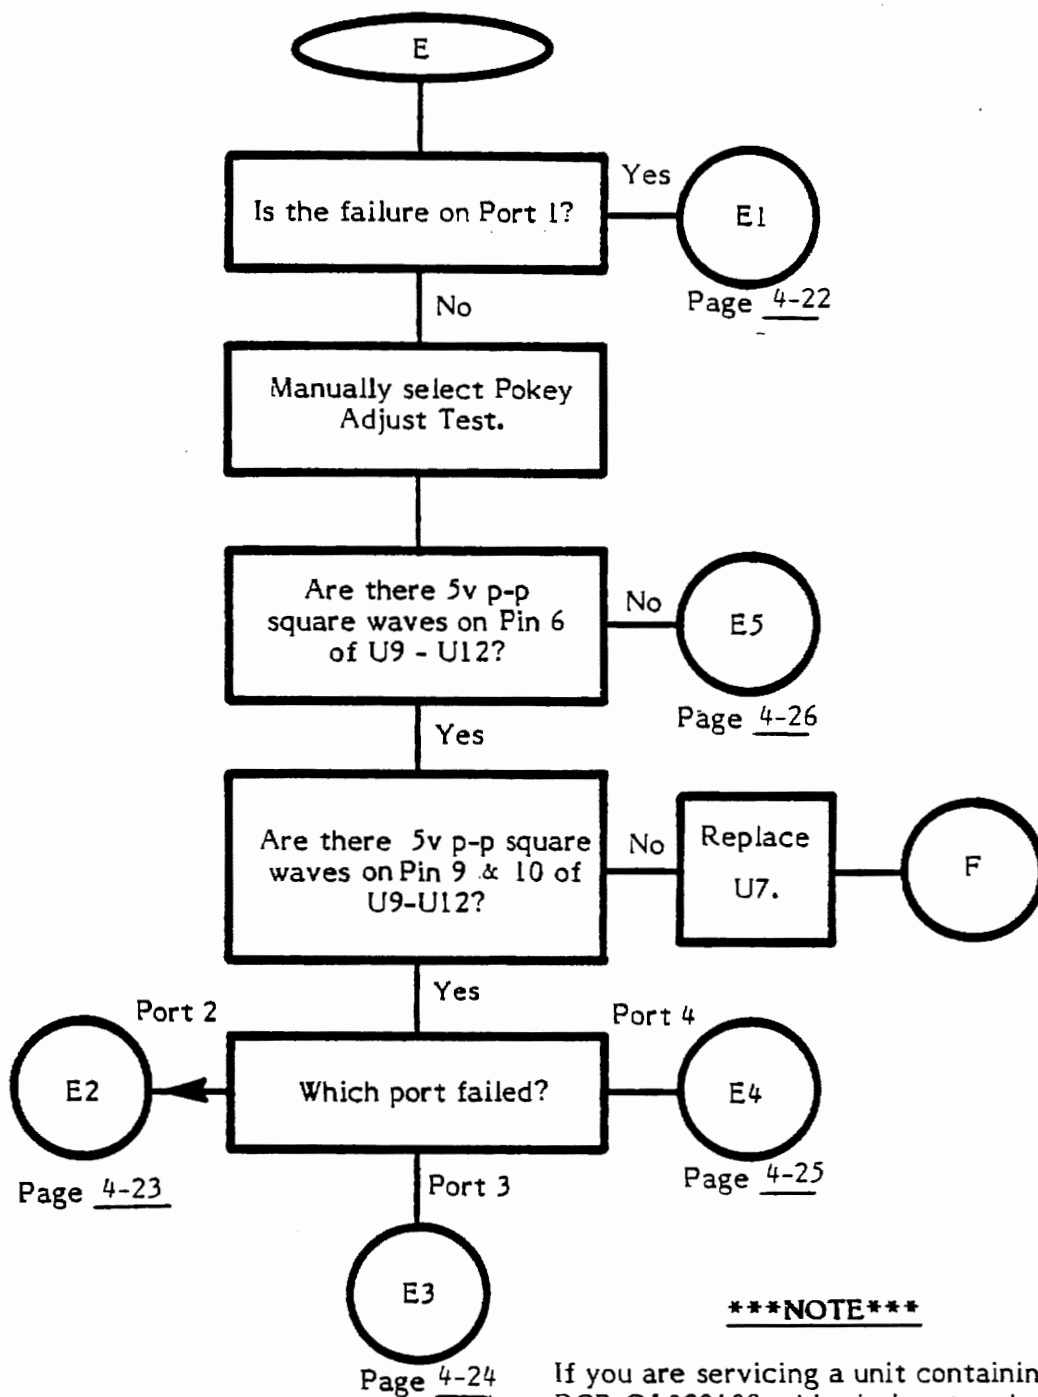 E
Is the failure on Port 1?
Yes
E1
Page 4-22
No
Manually select Pokey
Adjust Test.
Are there 5v p-p
square waves on Pin 6
of U9 - U12?
No
E5
Page 4-26
Yes
Are there 5v p-p square
waves on Pin 9 & 10 of
U9-U12?
No
Replace
U7.
F
Yes
Port 2
E2
Page 4-23
Which port failed?
Port 4
E4
Page 4-25
Port 3
E3
Page 4-24
***NOTE***
If you are servicing a unit containin